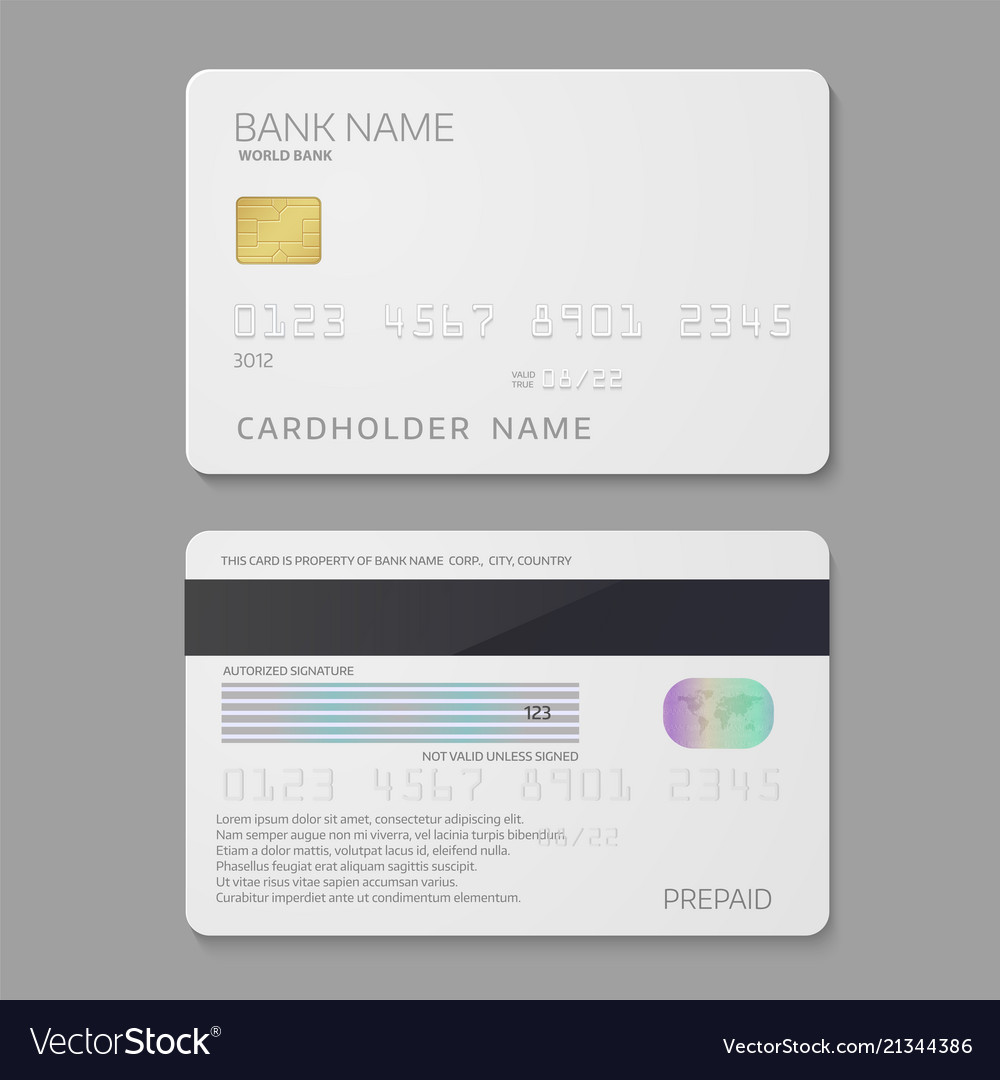 BANK NAME
WORLD BANK
0123 4567 8901 2345
3012
VALID
TRUE 08/22
CARDHOLDER NAME
THIS CARD IS PROPERTY OF BANK NAME CORP., CITY, COUNTRY
AUTORIZED SIGNATURE
123
NOT VALID UNLESS SIGNED
0123 4567 8901 2345
Lorem ipsum dolor sit amet, consectetur adipiscing elit.
Nam semper augue non mi viverra, vel lacinia turpis bibendum,
08/22
Etiam a dolor mattis, volutpat lacus id, eleifend nulla.
Phasellus feugiat erat aliquam sagittis suscipit.
Ut vitae risus vitae sapien accumsan varius.
Curabitur imperdiet ante ut condimentum elementum.
PREPAID
VectorStock®
VectorStock.com/21344386